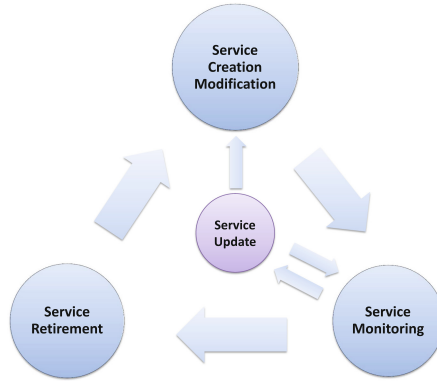 Service
Creation
Modification
Service
Update
Service
Retirement
Service
Monitoring